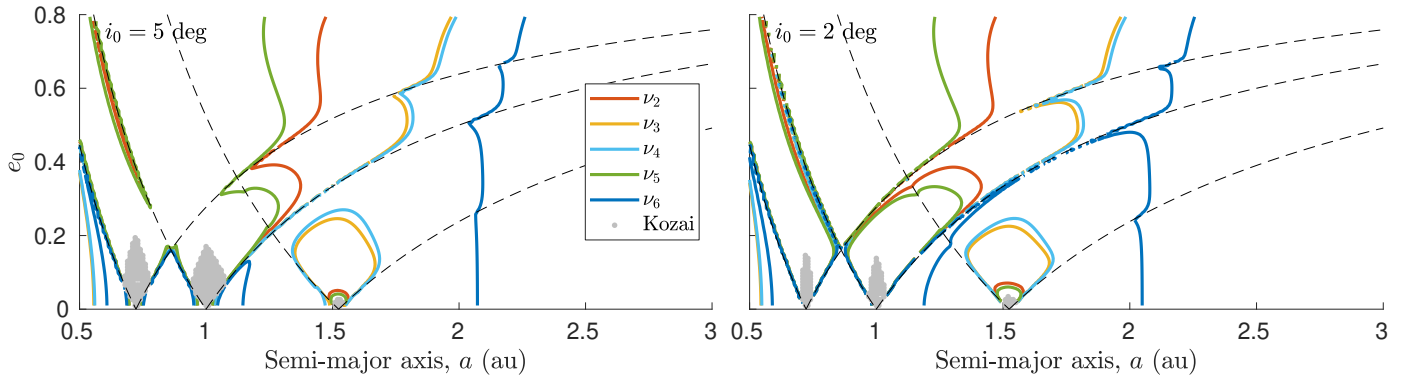 0.8
0.6
0.4
0.2
0
e₀
i₀ = 5 deg
ν₂
ν₃
ν₄
ν₅
ν₆
Kozai
0.5 1 1.5 2 2.5 3
Semi-major axis, a (au)
i₀ = 2 deg
0.5 1 1.5 2 2.5 3
Semi-major axis, a (au)